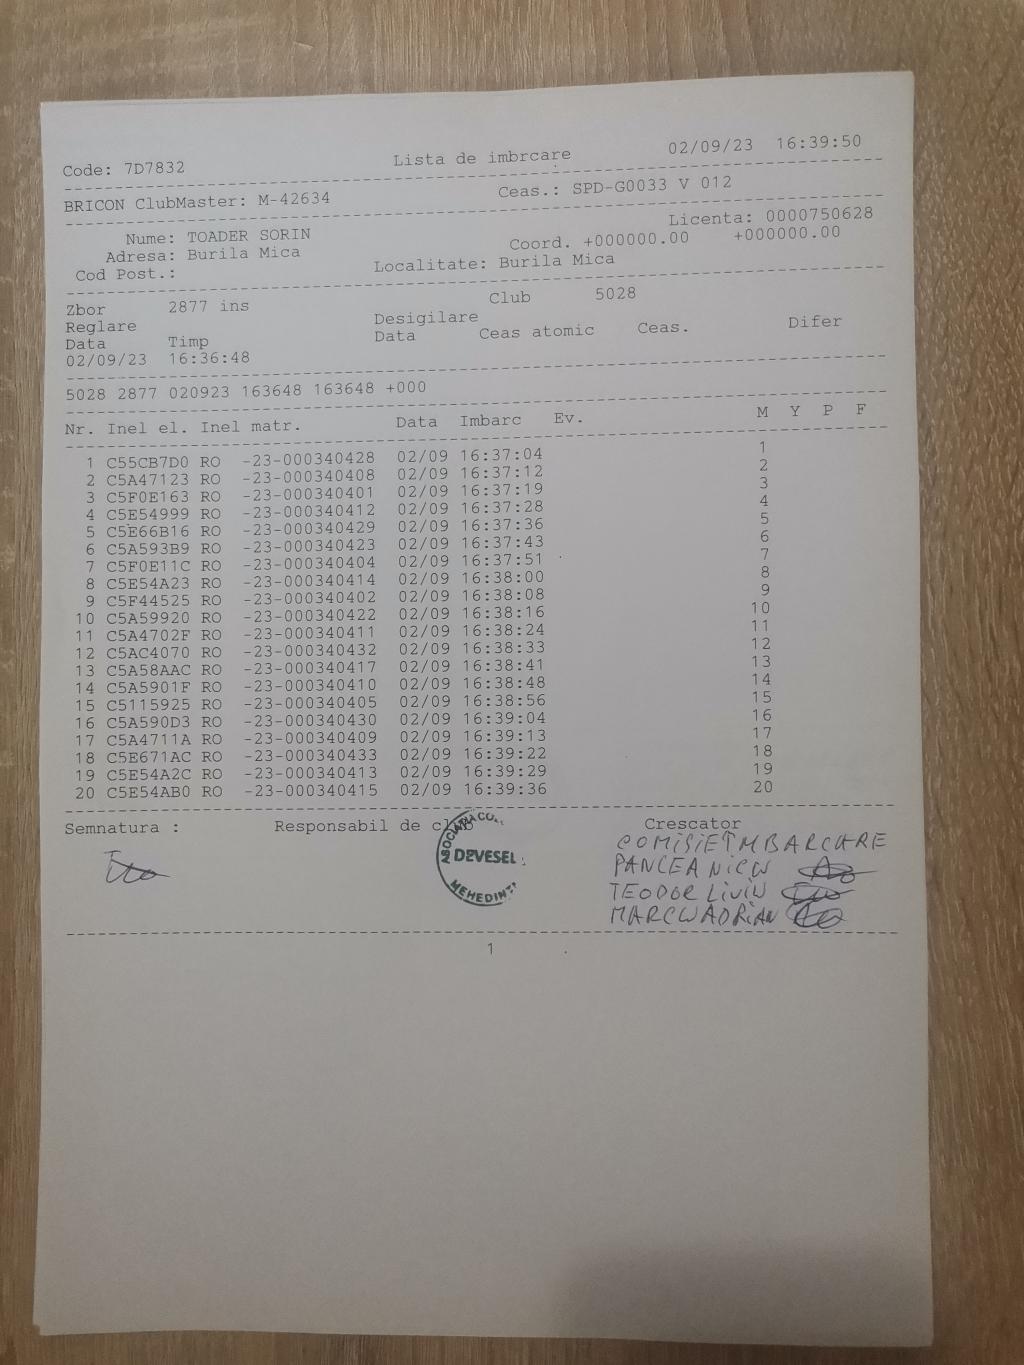 Code: 7D7832 Lista de imbrcare 02/09/23 16:39:50
BRICON ClubMaster: M-42634 Ceas.: SPD-G0033 V 012
Licenta: 0000750628
Nume: TOADER SORIN Coord. +000000.00 +000000.00
Adresa: Burila Mica
Cod Post.: Localitate: Burila Mica
Zbor 2877 ins Club 5028
Reglare Desigilare
Data Timp Data Ceas atomic Ceas. Difer
02/09/23 16:36:48
5028 2877 020923 163648 163648 +000
Nr. Inel el. Inel matr. Data Imbarc Ev. M Y P F
1 C55CB7D0 RO -23-000340428 02/09 16:37:04 1
2 C5A47123 RO -23-000340408 02/09 16:37:12 2
3 C5F0E163 RO -23-000340401 02/09 16:37:19 3
4 C5E54999 RO -23-000340412 02/09 16:37:28 4
5 C5E66B16 RO -23-000340429 02/09 16:37:36 5
6 C5A593B9 RO -23-000340423 02/09 16:37:43 6
7 C5F0E11C RO -23-000340404 02/09 16:37:51 7
8 C5E54A23 RO -23-000340414 02/09 16:38:00 8
9 C5F44525 RO -23-000340402 02/09 16:38:08 9
10 C5A59920 RO -23-000340422 02/09 16:38:16 10
11 C5A4702F RO -23-000340411 02/09 16:38:24 11
12 C5AC4070 RO -23-000340432 02/09 16:38:33 12
13 C5A58AAC RO -23-000340417 02/09 16:38:41 13
14 C5A5901F RO -23-000340410 02/09 16:38:48 14
15 C5115925 RO -23-000340405 02/09 16:38:56 15
16 C5A590D3 RO -23-000340430 02/09 16:39:04 16
17 C5A4711A RO -23-000340409 02/09 16:39:13 17
18 C5E671AC RO -23-000340433 02/09 16:39:22 18
19 C5E54A2C RO -23-000340413 02/09 16:39:29 19
20 C5E54AB0 RO -23-000340415 02/09 16:39:36 20
Semnatura : Responsabil de club Crescator
DEVESEL
COMISIE IMBARCARE
PANCEA NICU
TEODOR LIVIU
MARCU ADRIAN
1